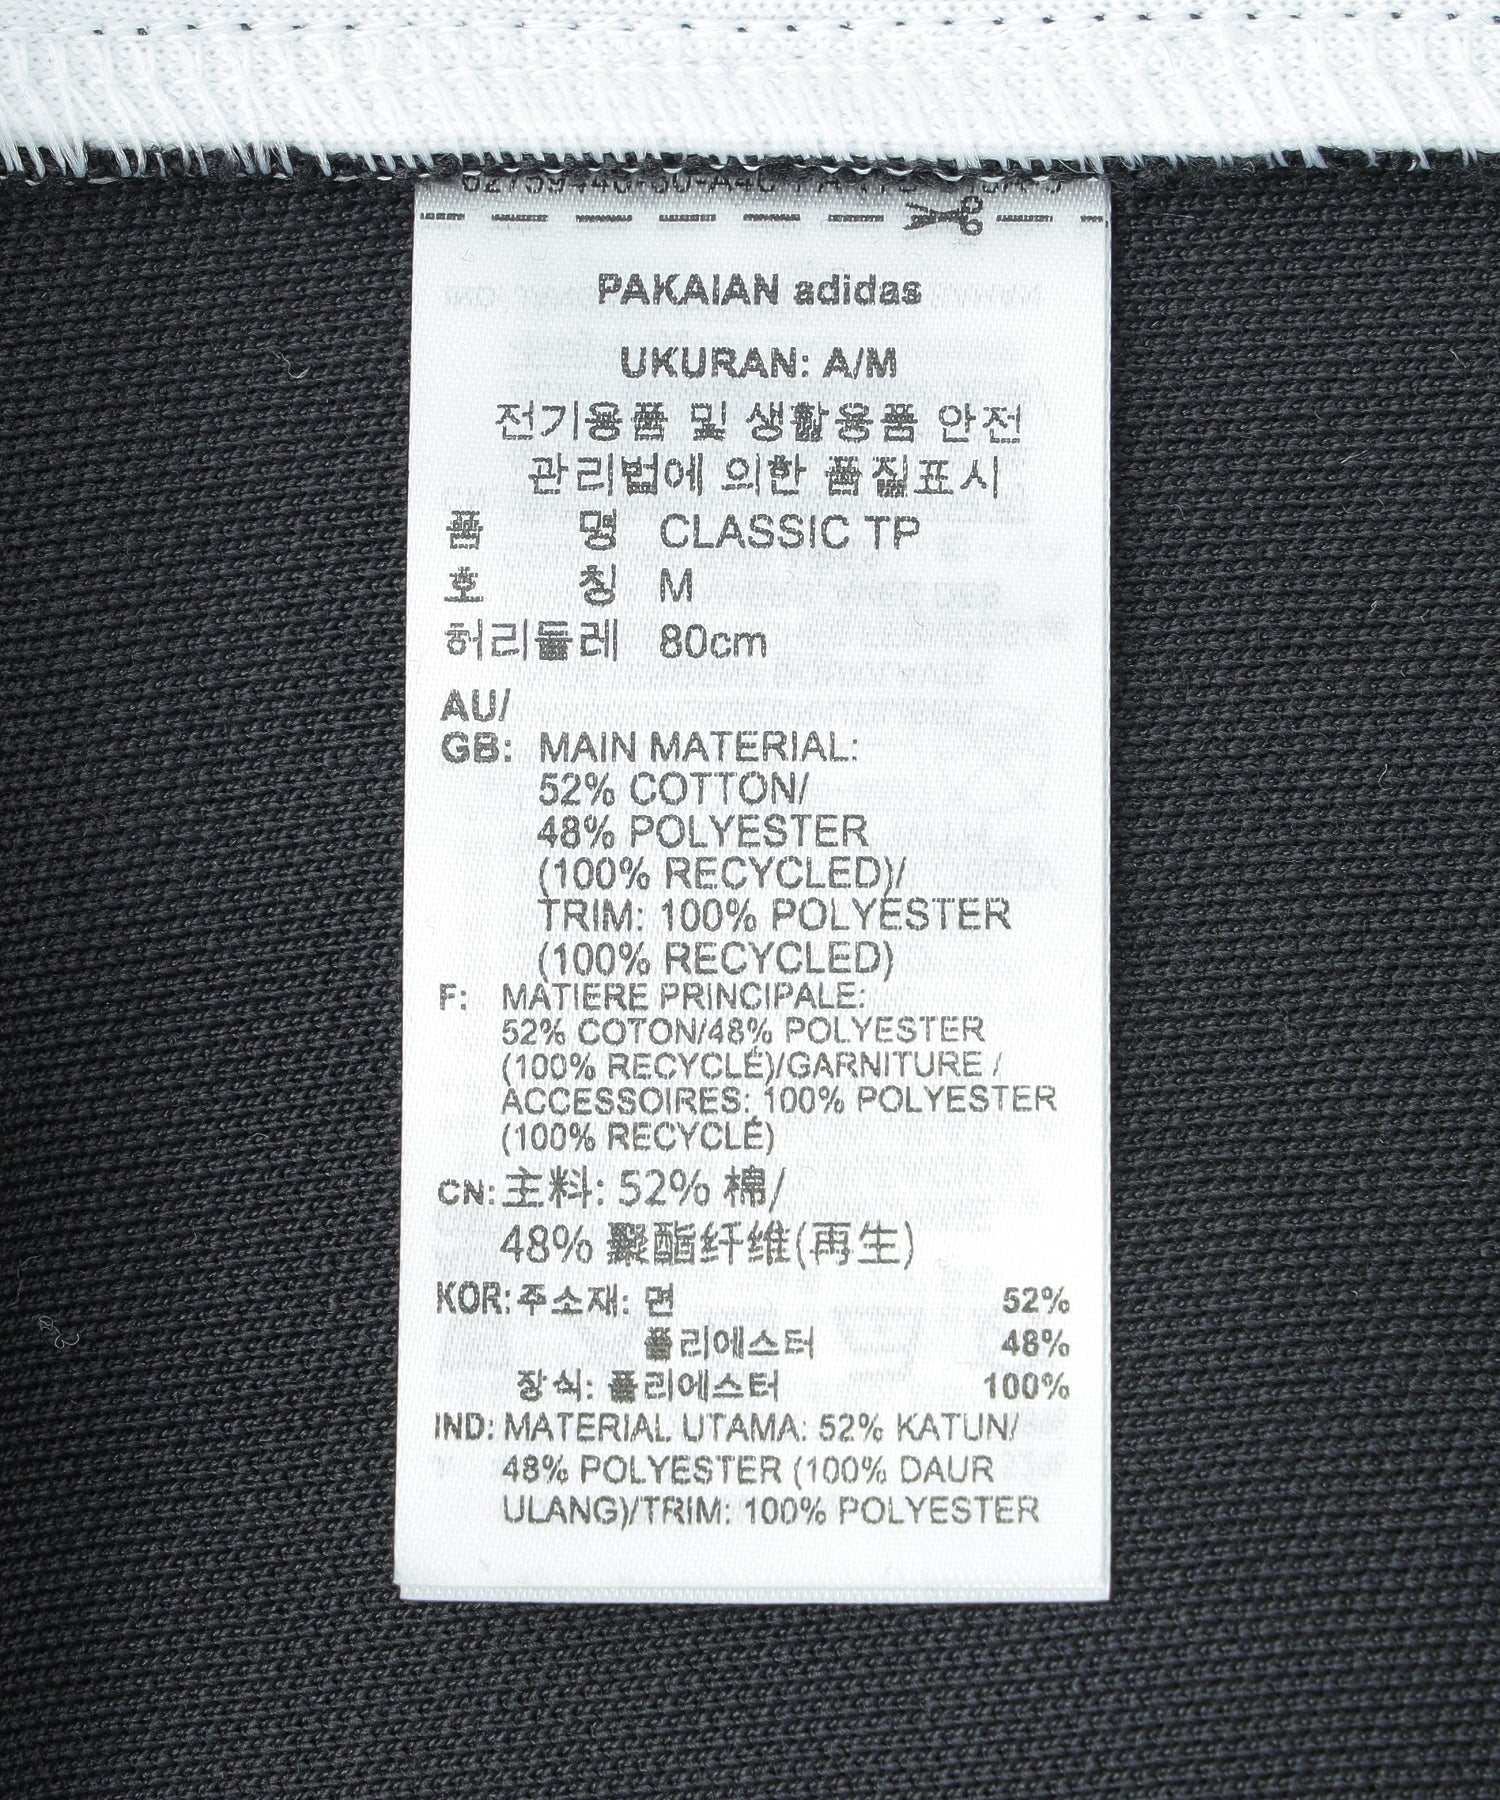 PAKAIAN adidas
UKURAN: A/M
전기용품 및 생활용품 안전
관리법에 의한 품질표시
품 명 CLASSIC TP
호 칭 M
허리둘레 80cm
AU/
GB: MAIN MATERIAL:
52% COTTON/
48% POLYESTER
(100% RECYCLED)/
TRIM: 100% POLYESTER
(100% RECYCLED)
F: MATIERE PRINCIPALE:
52% COTON/48% POLYESTER
(100% RECYCLÉ)/GARNITURE /
ACCESSOIRES: 100% POLYESTER
(100% RECYCLÉ)
CN: 主料: 52% 棉/
48% 聚酯纤维(再生)
KOR: 주소재: 면 52%
폴리에스터 48%
장식: 폴리에스터 100%
IND: MATERIAL UTAMA: 52% KATUN/
48% POLYESTER (100% DAUR
ULANG)/TRIM: 100% POLYESTER